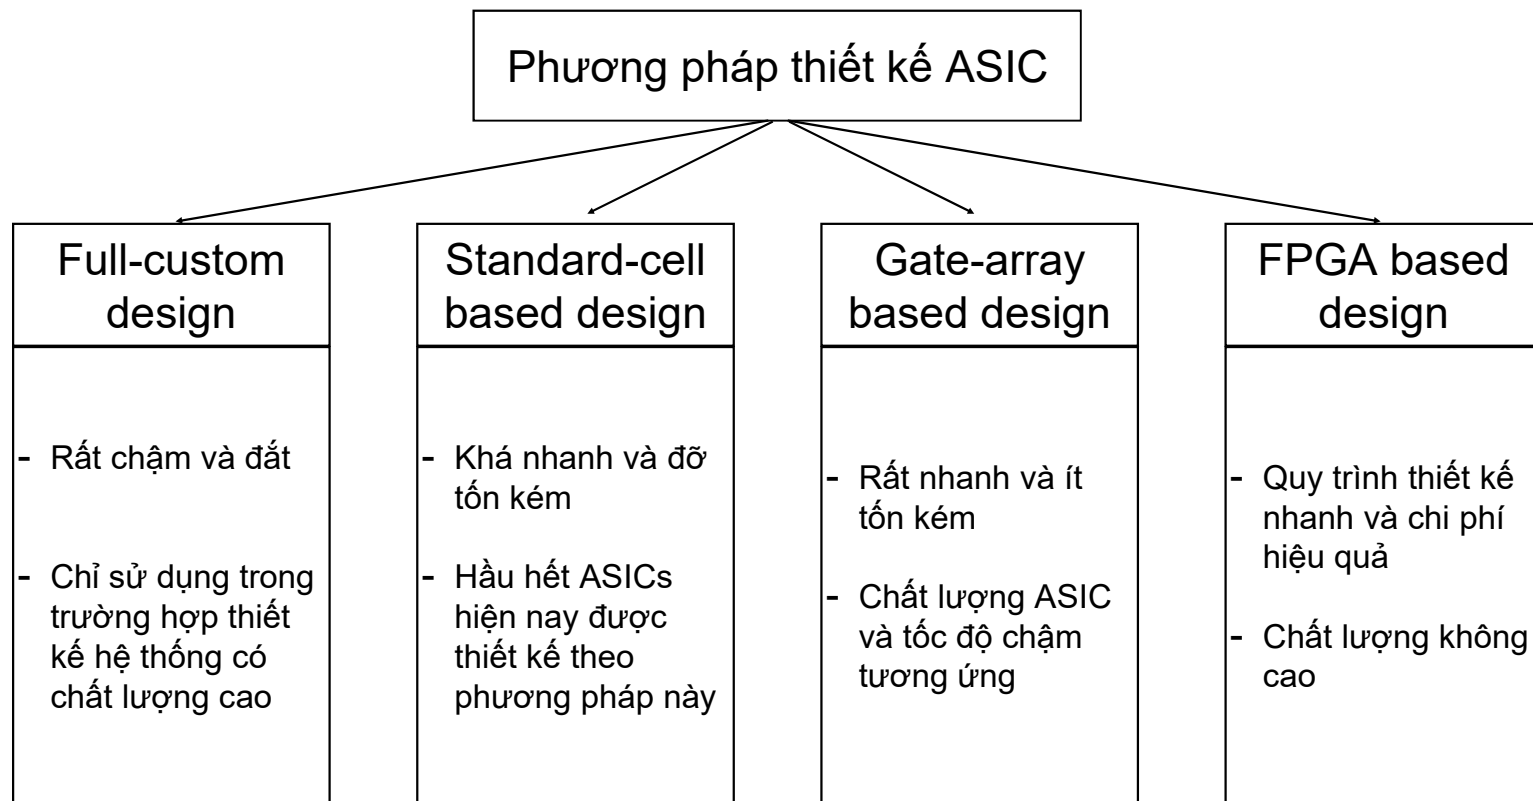 Phương pháp thiết kế ASIC
Full-custom
design
- Rất chậm và đắt
- Chỉ sử dụng trong
trường hợp thiết
kế hệ thống có
chất lượng cao
Standard-cell
based design
- Khá nhanh và đỡ
tốn kém
- Hầu hết ASICs
hiện nay được
thiết kế theo
phương pháp này
Gate-array
based design
- Rất nhanh và ít
tốn kém
- Chất lượng ASIC
và tốc độ chậm
tương ứng
FPGA based
design
- Quy trình thiết kế
nhanh và chi phí
hiệu quả
- Chất lượng không
cao